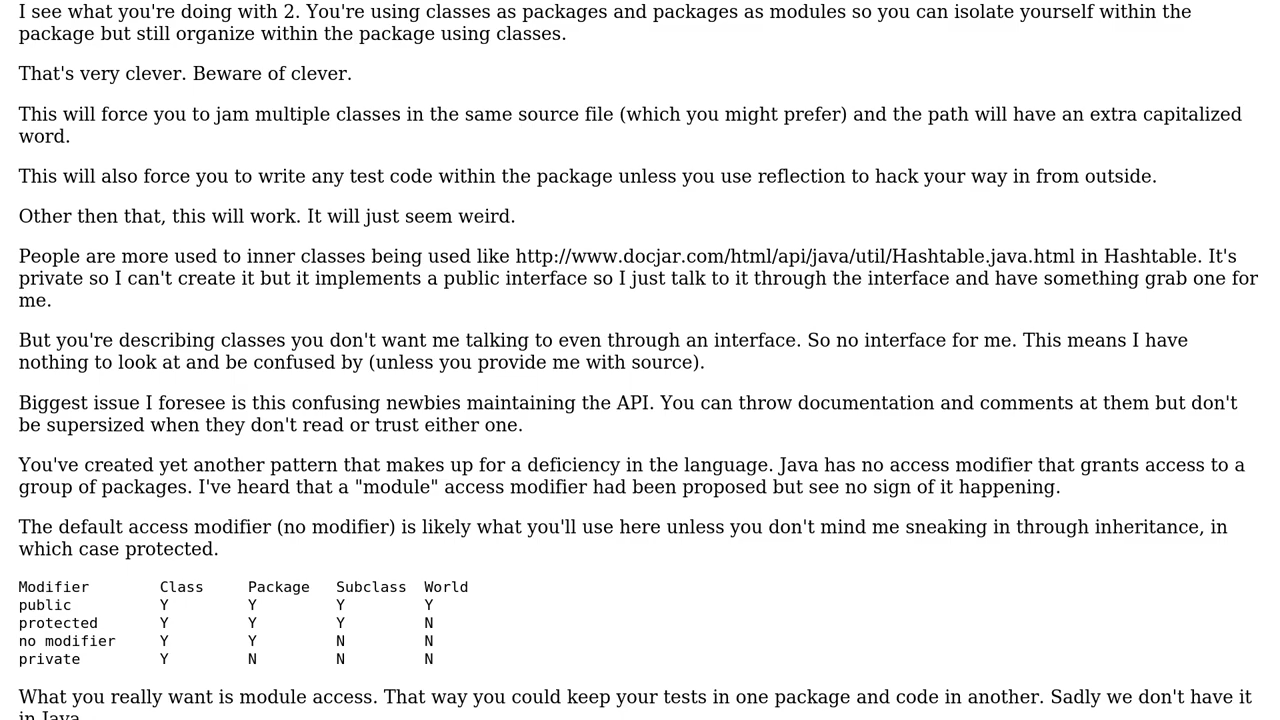 I see what you're doing with 2. You're using classes as packages and packages as modules so you can isolate yourself within the
package but still organize within the package using classes.
That's very clever. Beware of clever.
This will force you to jam multiple classes in the same source file (which you might prefer) and the path will have an extra capitalized
word.
This will also force you to write any test code within the package unless you use reflection to hack your way in from outside.
Other then that, this will work. It will just seem weird.
People are more used to inner classes being used like http://www.docjar.com/html/api/java/util/Hashtable.java.html in Hashtable. It's
private so I can't create it but it implements a public interface so I just talk to it through the interface and have something grab one for
me.
But you're describing classes you don't want me talking to even through an interface. So no interface for me. This means I have
nothing to look at and be confused by (unless you provide me with source).
Biggest issue I foresee is this confusing newbies maintaining the API. You can throw documentation and comments at them but don't
be supersized when they don't read or trust either one.
You've created yet another pattern that makes up for a deficiency in the language. Java has no access modifier that grants access to a
group of packages. I've heard that a "module" access modifier had been proposed but see no sign of it happening.
The default access modifier (no modifier) is likely what you'll use here unless you don't mind me sneaking in through inheritance, in
which case protected.
Modifier        Class     Package   Subclass  World
public          Y         Y         Y         Y
protected       Y         Y         Y         N
no modifier     Y         Y         N         N
private         Y         N         N         N
What you really want is module access. That way you could keep your tests in one package and code in another. Sadly we don't have it
in Java.